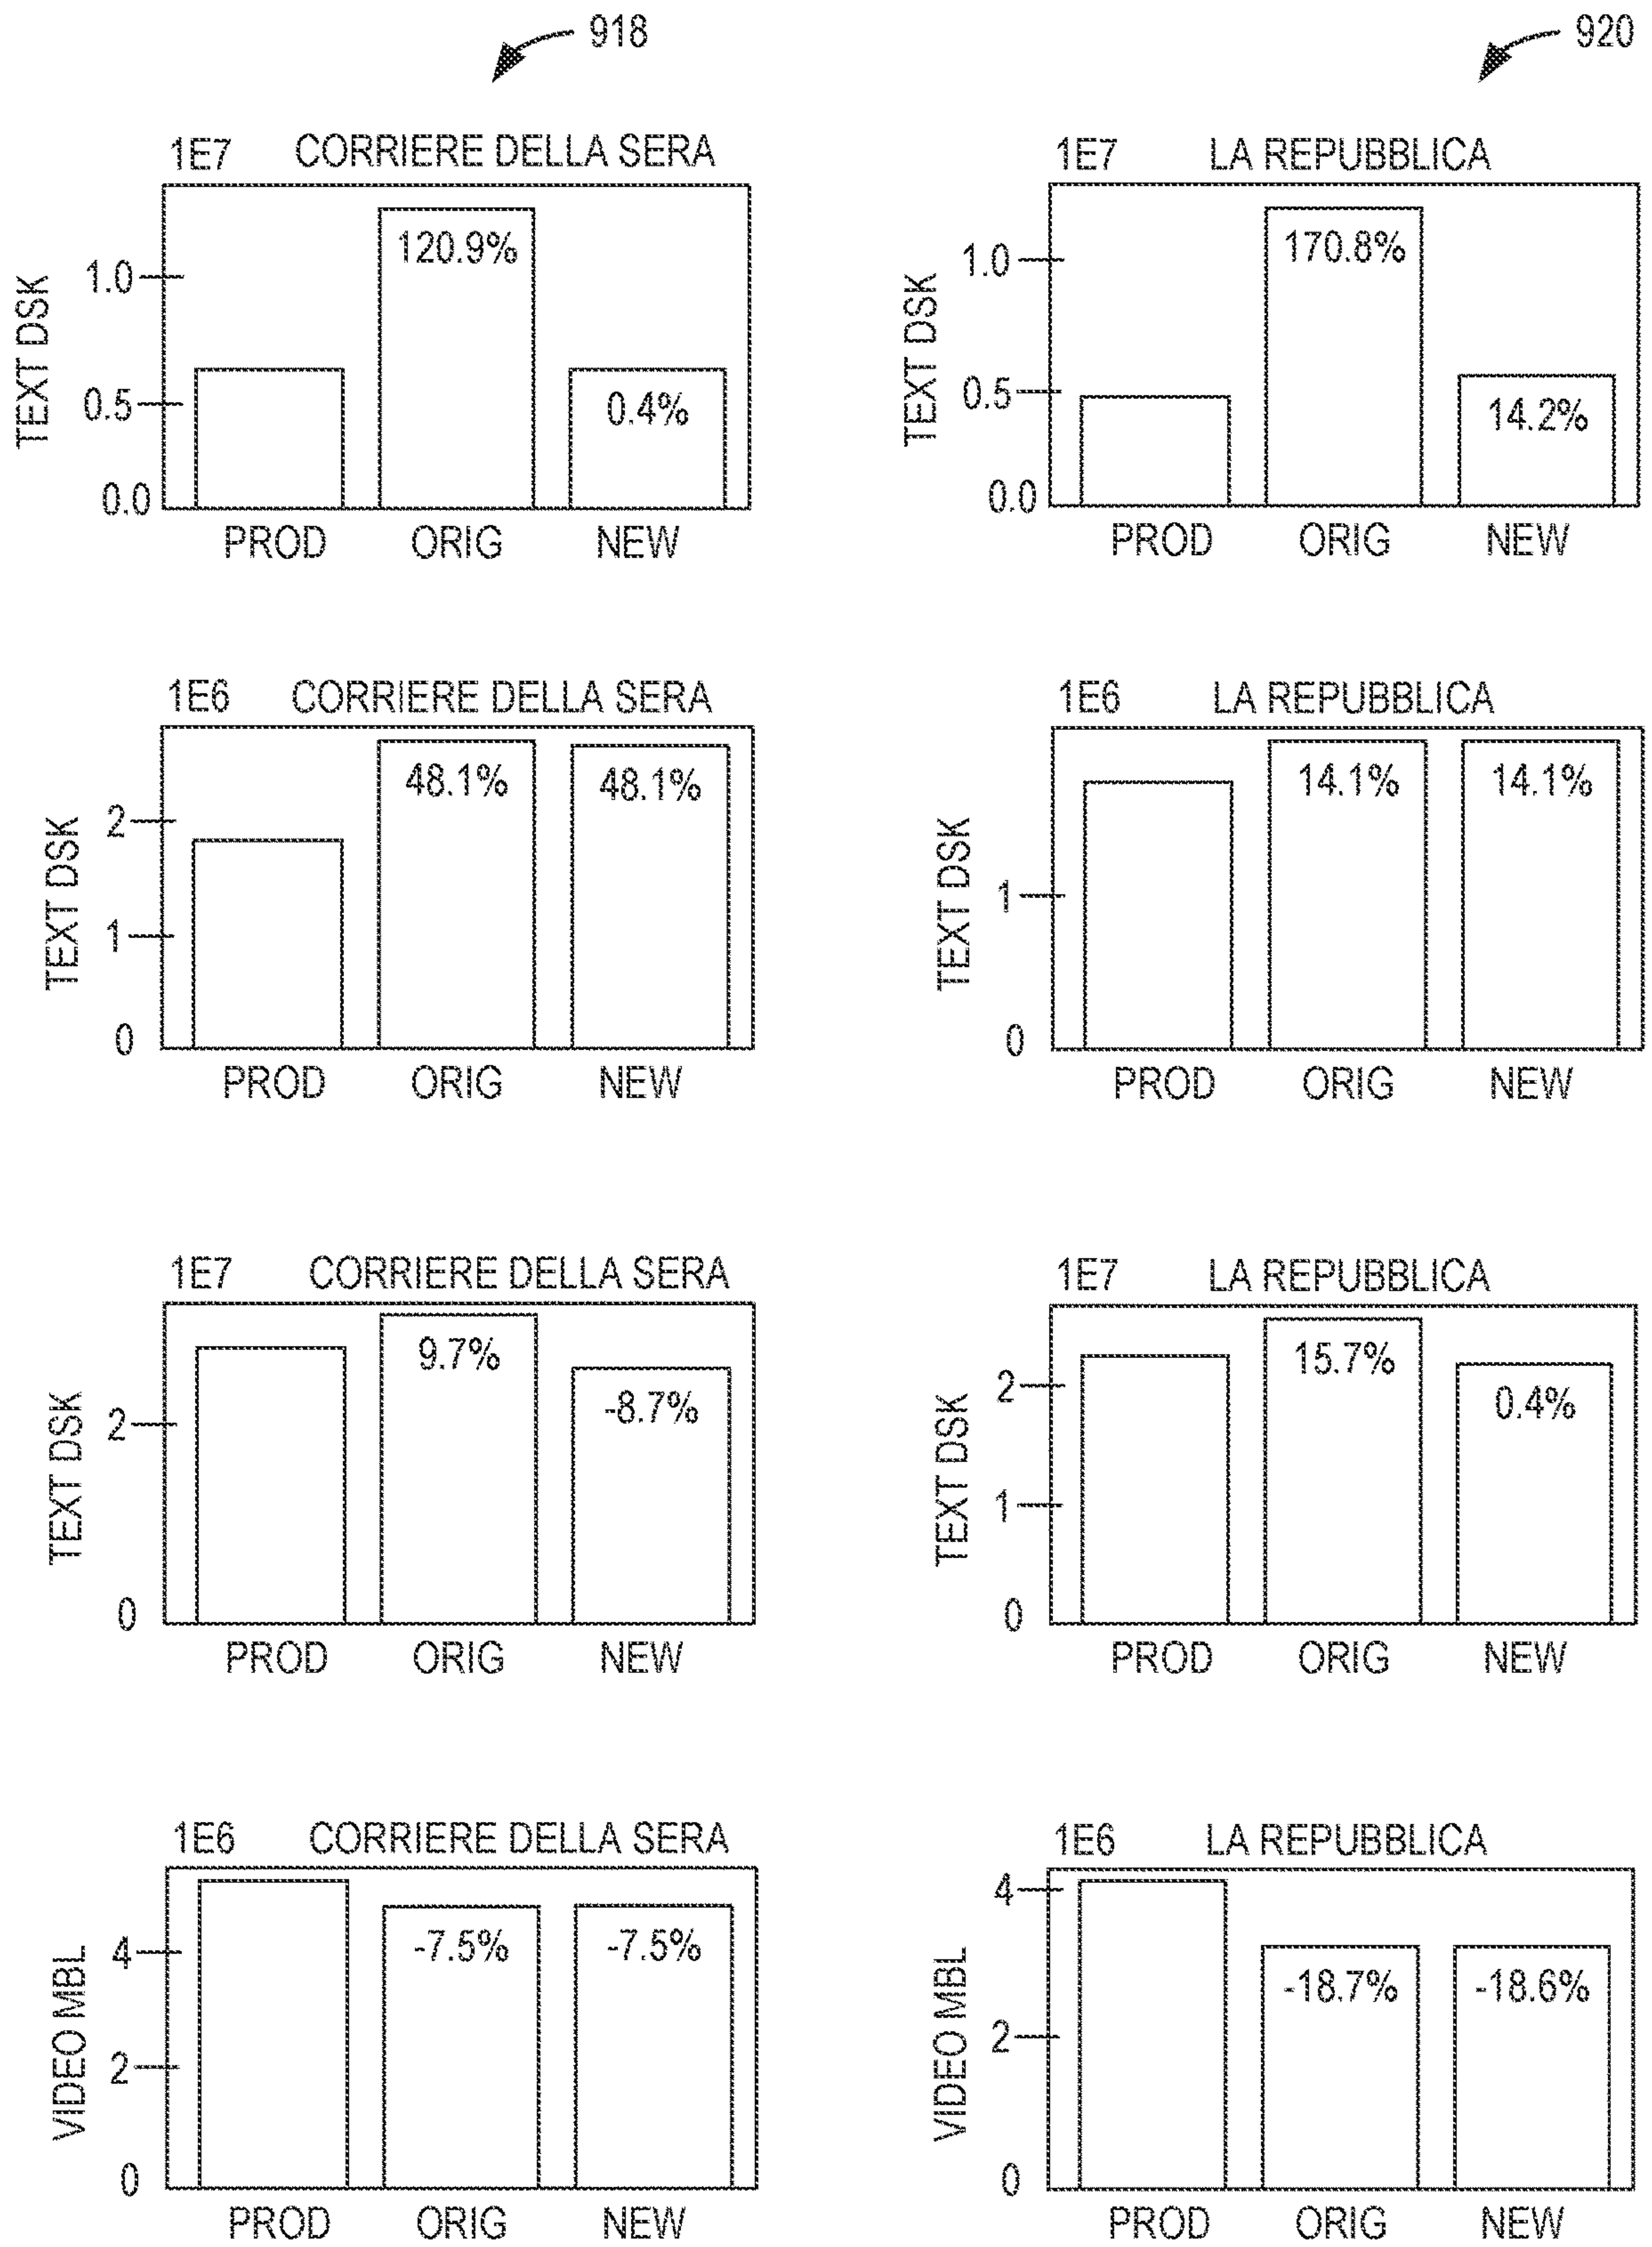 918
920
1E7 CORRIERE DELLA SERA
TEXT DSK
1.0
0.5
0.0
120.9%
0.4%
PROD ORIG NEW
1E7 LA REPUBBLICA
TEXT DSK
1.0
0.5
0.0
170.8%
14.2%
PROD ORIG NEW
1E6 CORRIERE DELLA SERA
TEXT DSK
2
1
0
48.1%
48.1%
PROD ORIG NEW
1E6 LA REPUBBLICA
TEXT DSK
1
0
14.1%
14.1%
PROD ORIG NEW
1E7 CORRIERE DELLA SERA
TEXT DSK
2
0
9.7%
-8.7%
PROD ORIG NEW
1E7 LA REPUBBLICA
TEXT DSK
2
1
0
15.7%
0.4%
PROD ORIG NEW
1E6 CORRIERE DELLA SERA
VIDEO MBL
4
2
0
-7.5%
-7.5%
PROD ORIG NEW
1E6 LA REPUBBLICA
VIDEO MBL
4
2
0
-18.7%
-18.6%
PROD ORIG NEW